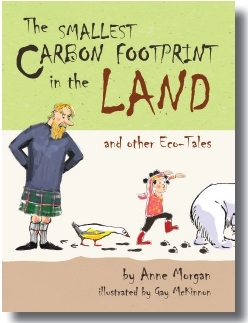 The SMALLEST
CARBON FOOTPRINT
in the LAND
and other Eco-Tales
by Anne Morgan
illustrated by Gay McKinnon